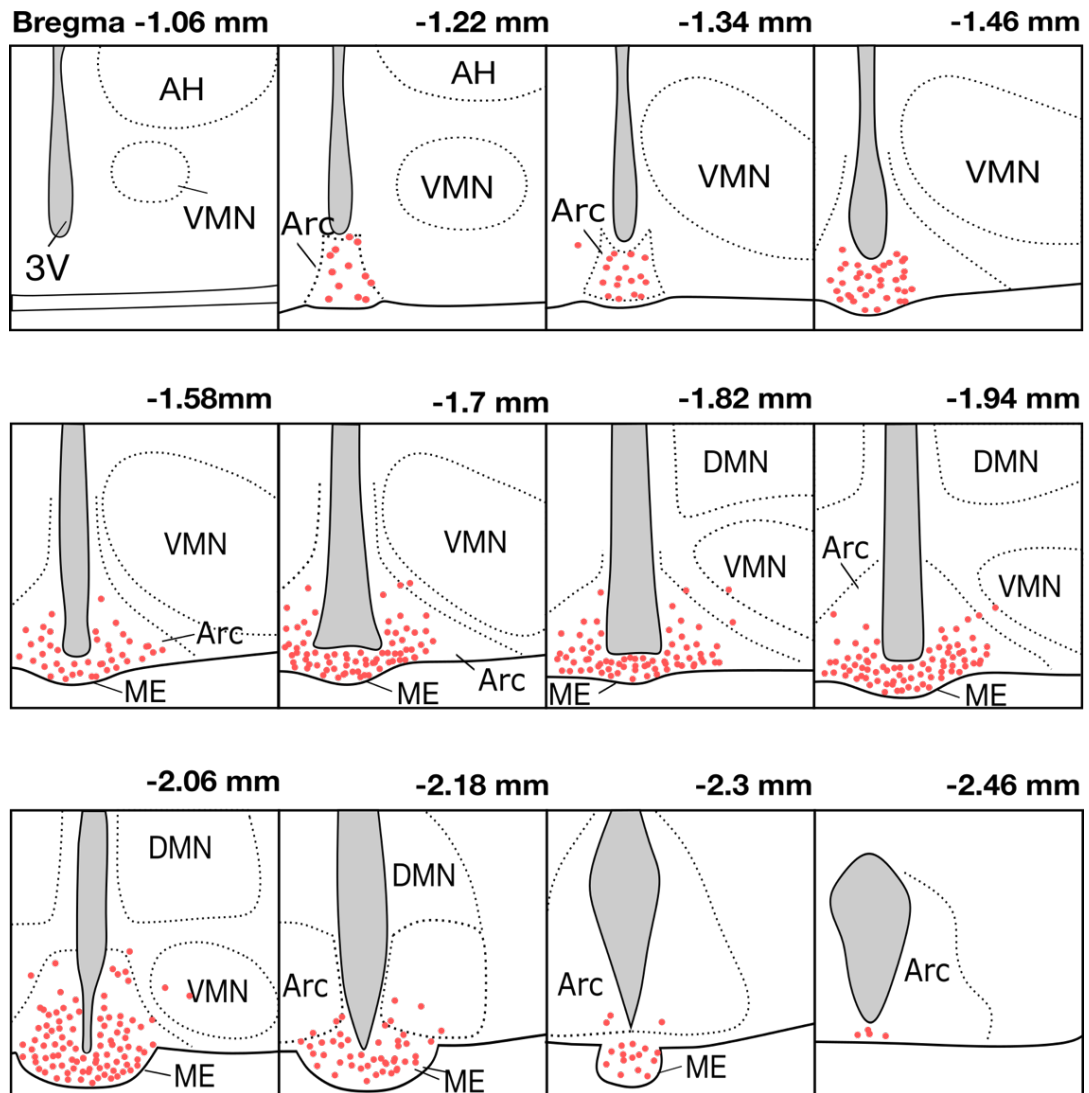 Bregma -1.06 mm
-1.22 mm
-1.34 mm
-1.46 mm
AH
VMN
3V
AH
VMN
Arc
VMN
Arc
VMN
-1.58mm
-1.7 mm
-1.82 mm
-1.94 mm
VMN
Arc
ME
VMN
Arc
ME
DMN
VMN
ME
DMN
Arc
VMN
ME
-2.06 mm
-2.18 mm
-2.3 mm
-2.46 mm
DMN
VMN
ME
DMN
Arc
ME
Arc
ME
Arc